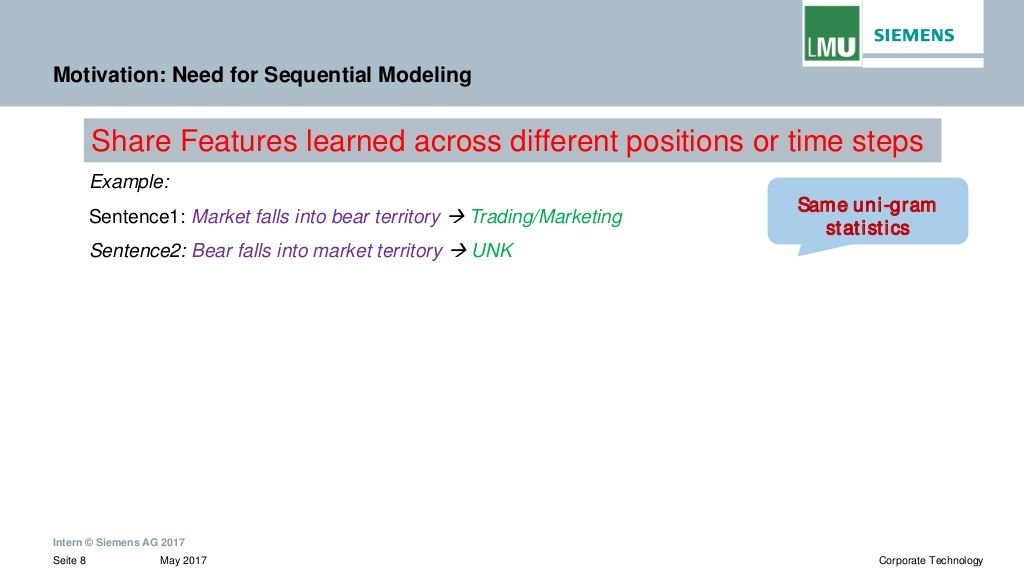 LMU
SIEMENS
Motivation: Need for Sequential Modeling
Share Features learned across different positions or time steps
Example:
Sentence1: Market falls into bear territory → Trading/Marketing
Sentence2: Bear falls into market territory → UNK
Same uni-gram
statistics
Intern © Siemens AG 2017
Seite 8 May 2017 Corporate Technology